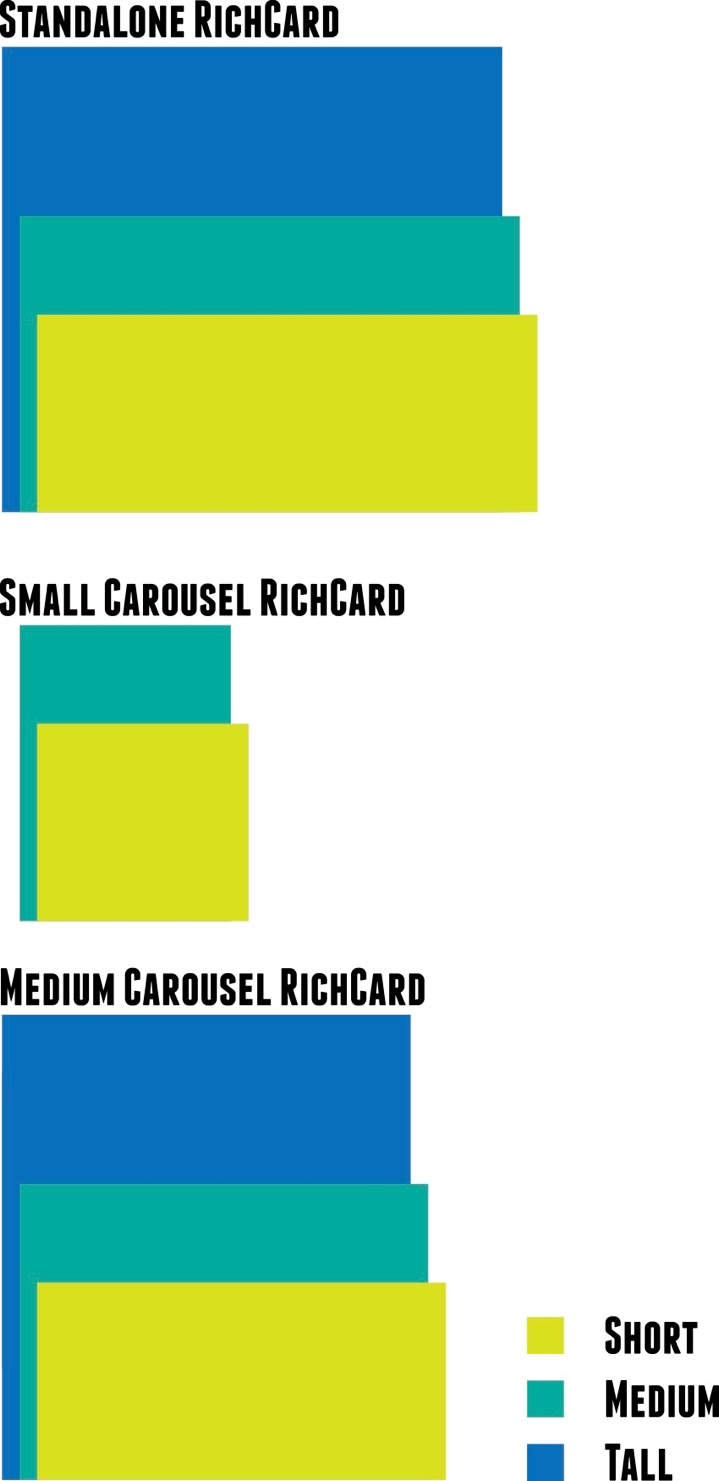 Standalone RichCard
Small Carousel RichCard
Medium Carousel RichCard
Short
Medium
Tall